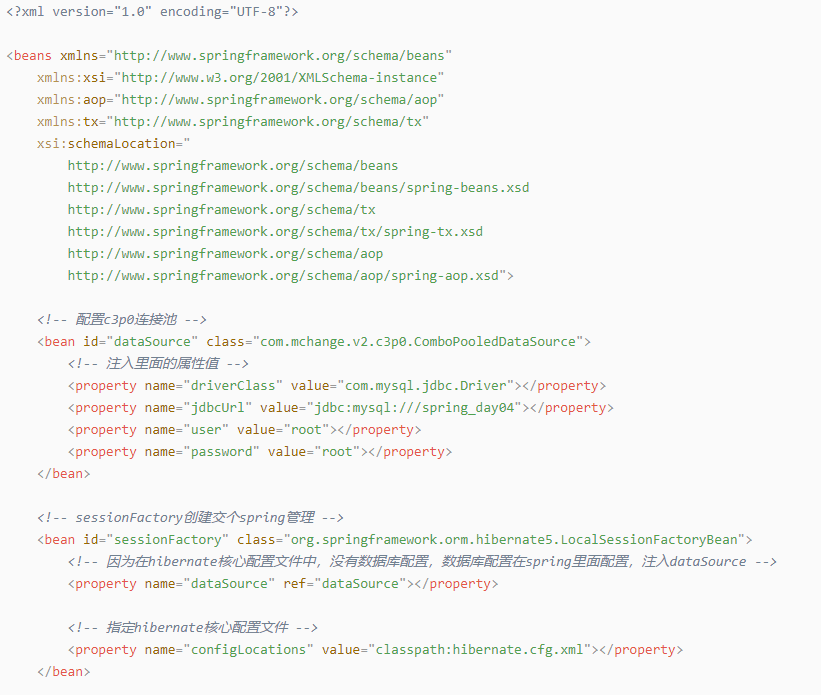 <?xml version="1.0" encoding="UTF-8"?>
<beans xmlns="http://www.springframework.org/schema/beans"
xmlns:xsi="http://www.w3.org/2001/XMLSchema-instance"
xmlns:aop="http://www.springframework.org/schema/aop"
xmlns:tx="http://www.springframework.org/schema/tx"
xsi:schemaLocation="
http://www.springframework.org/schema/beans
http://www.springframework.org/schema/beans/spring-beans.xsd
http://www.springframework.org/schema/tx
http://www.springframework.org/schema/tx/spring-tx.xsd
http://www.springframework.org/schema/aop
http://www.springframework.org/schema/aop/spring-aop.xsd">
<!-- 配置c3p0连接池 -->
<bean id="dataSource" class="com.mchange.v2.c3p0.ComboPooledDataSource">
<!-- 注入里面的属性值 -->
<property name="driverClass" value="com.mysql.jdbc.Driver"></property>
<property name="jdbcUrl" value="jdbc:mysql:///spring_day04"></property>
<property name="user" value="root"></property>
<property name="password" value="root"></property>
</bean>
<!-- sessionFactory创建交个spring管理 -->
<bean id="sessionFactory" class="org.springframework.orm.hibernate5.LocalSessionFactoryBean">
<!-- 因为在hibernate核心配置文件中，没有数据库配置，数据库配置在spring里面配置，注入dataSource -->
<property name="dataSource" ref="dataSource"></property>
<!-- 指定hibernate核心配置文件 -->
<property name="configLocations" value="classpath:hibernate.cfg.xml"></property>
</bean>